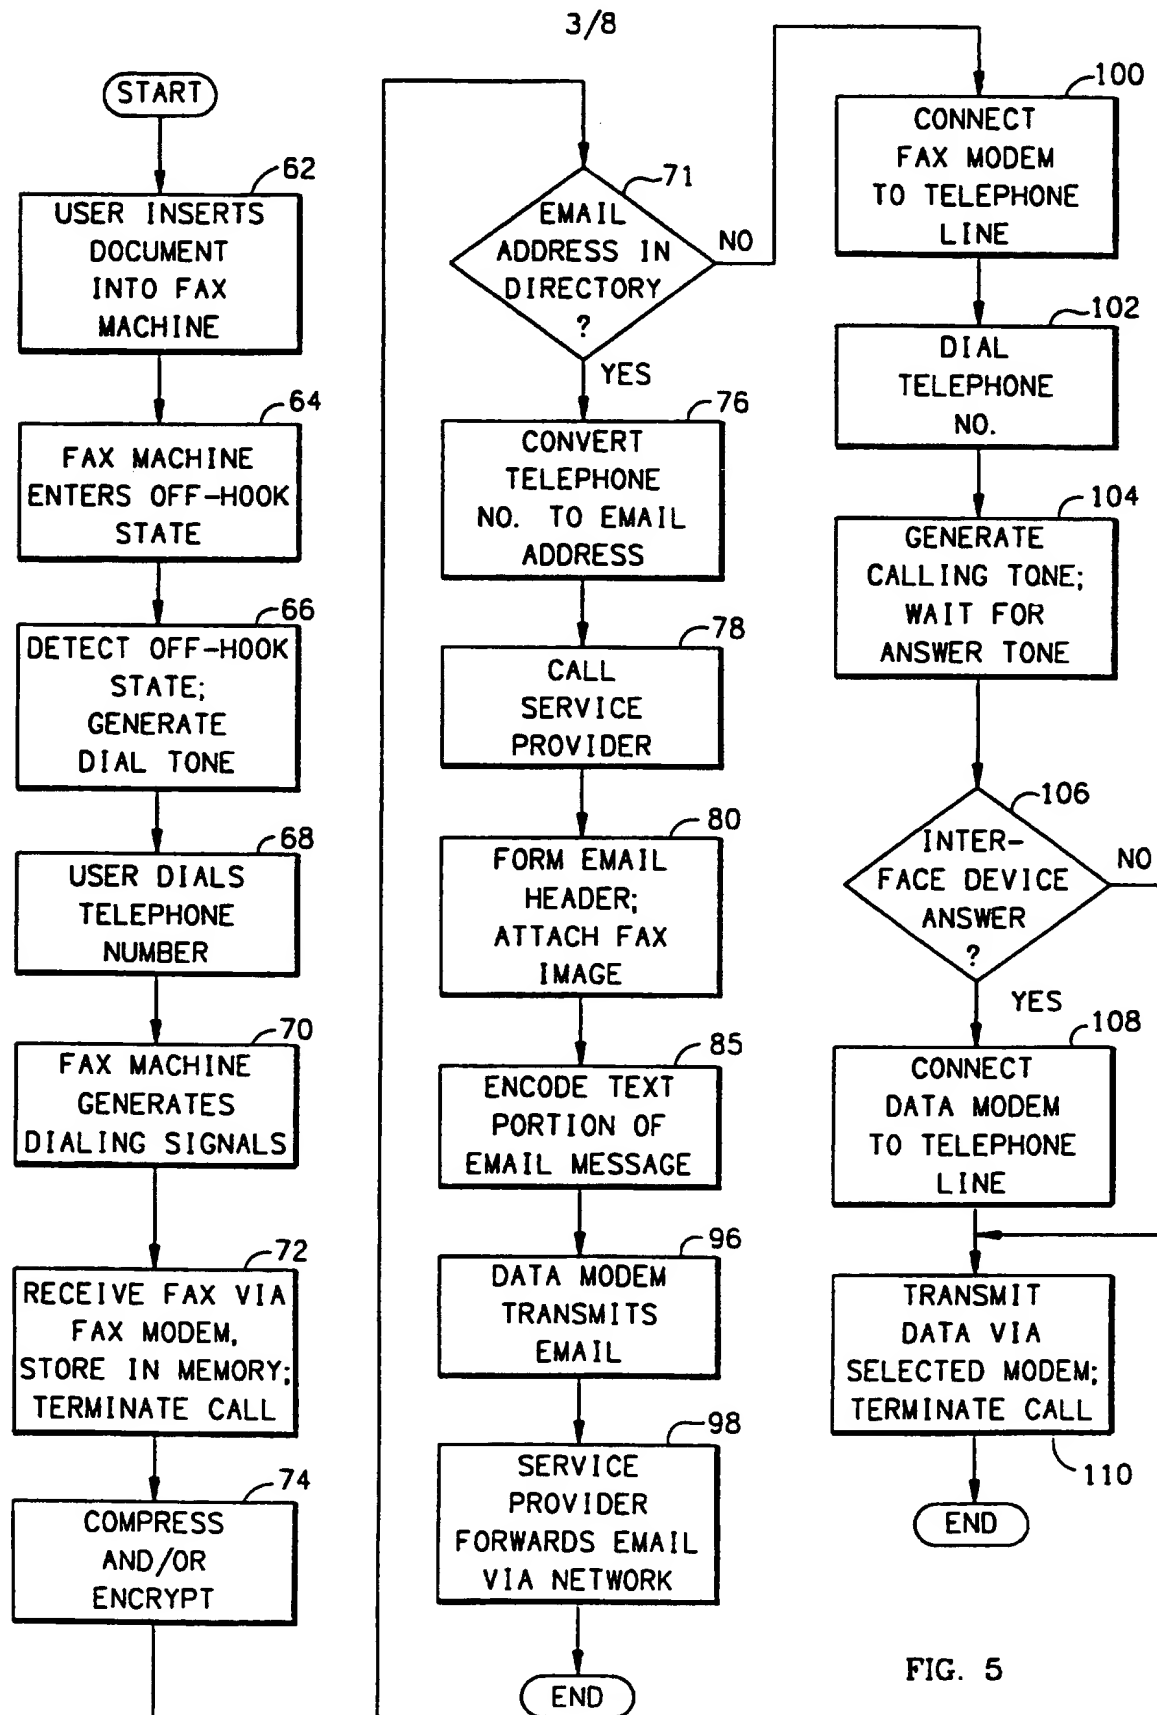 3/8
START
62
USER INSERTS
DOCUMENT
INTO FAX
MACHINE
64
FAX MACHINE
ENTERS OFF-HOOK
STATE
66
DETECT OFF-HOOK
STATE;
GENERATE
DIAL TONE
68
USER DIALS
TELEPHONE
NUMBER
70
FAX MACHINE
GENERATES
DIALING SIGNALS
72
RECEIVE FAX VIA
FAX MODEM,
STORE IN MEMORY;
TERMINATE CALL
74
COMPRESS
AND/OR
ENCRYPT
71
EMAIL
ADDRESS IN
DIRECTORY
?
NO
YES
76
CONVERT
TELEPHONE
NO. TO EMAIL
ADDRESS
78
CALL
SERVICE
PROVIDER
80
FORM EMAIL
HEADER;
ATTACH FAX
IMAGE
85
ENCODE TEXT
PORTION OF
EMAIL MESSAGE
96
DATA MODEM
TRANSMITS
EMAIL
98
SERVICE
PROVIDER
FORWARDS EMAIL
VIA NETWORK
END
100
CONNECT
FAX MODEM
TO TELEPHONE
LINE
102
DIAL
TELEPHONE
NO.
104
GENERATE
CALLING TONE;
WAIT FOR
ANSWER TONE
106
INTER-
FACE DEVICE
ANSWER
?
NO
YES
108
CONNECT
DATA MODEM
TO TELEPHONE
LINE
TRANSMIT
DATA VIA
SELECTED MODEM;
TERMINATE CALL
110
END
FIG. 5